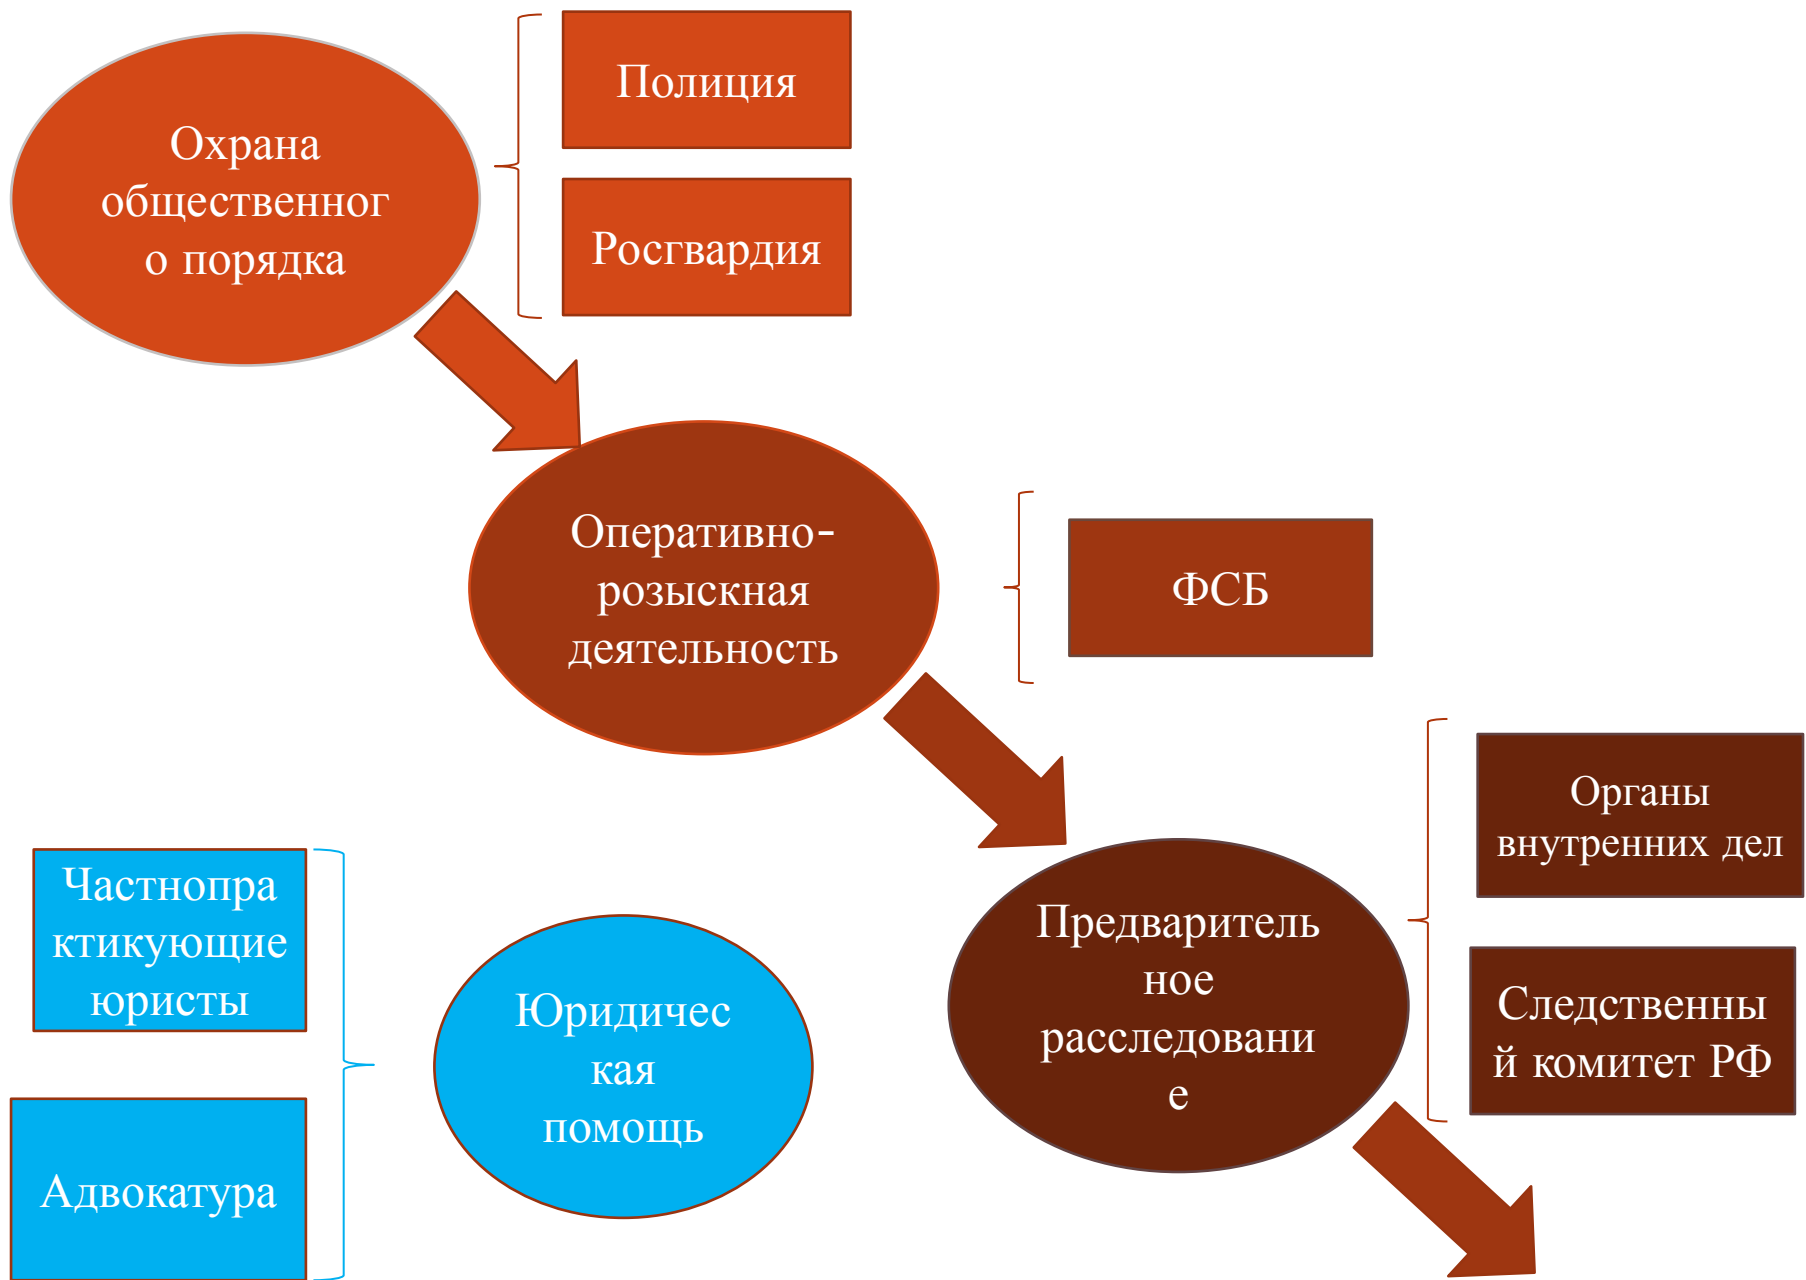 Охрана
общественног
о порядка
Полиция
Росгвардия
Оперативно-
розыскная
деятельность
ФСБ
Предваритель
ное
расследовани
е
Органы
внутренних дел
Следственны
й комитет РФ
Частнопра
ктикующие
юристы
Адвокатура
Юридичес
кая
помощь